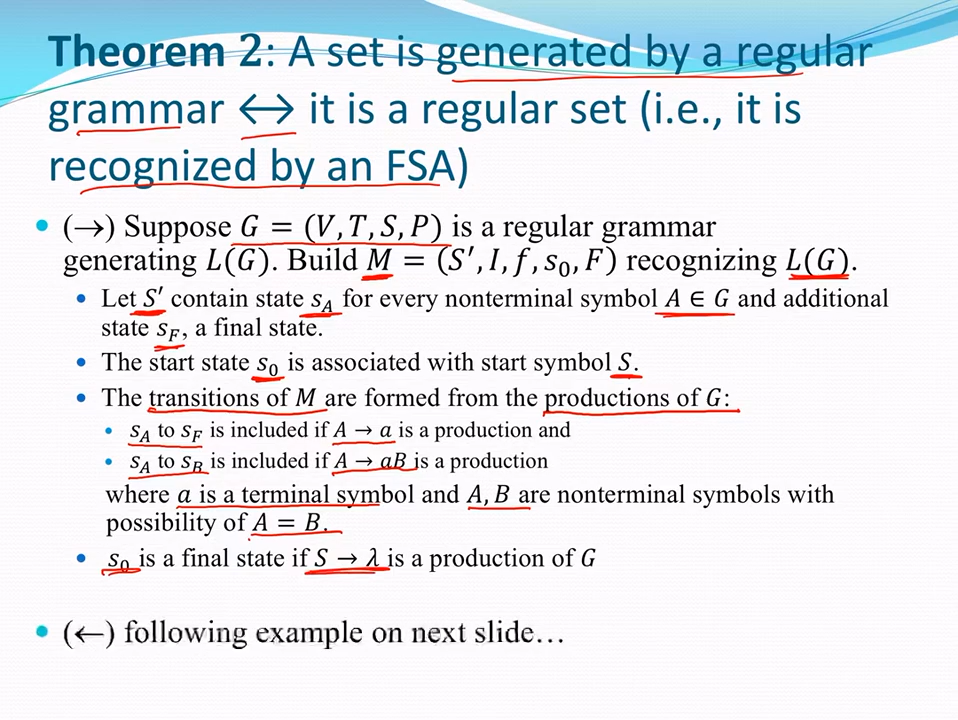 Theorem 2: A set is generated by a regular
grammar ↔ it is a regular set (i.e., it is
recognized by an FSA)
• (→) Suppose G = (V, T, S, P) is a regular grammar
generating L(G). Build M = (S′, I, f, s₀, F) recognizing L(G).
• Let S′ contain state s_A for every nonterminal symbol A ∈ G and additional
state s_F, a final state.
• The start state s₀ is associated with start symbol S.
• The transitions of M are formed from the productions of G:
• s_A to s_F is included if A → a is a production and
• s_A to s_B is included if A → aB is a production
where a is a terminal symbol and A, B are nonterminal symbols with
possibility of A = B.
• s₀ is a final state if S → λ is a production of G
• (←) following example on next slide…